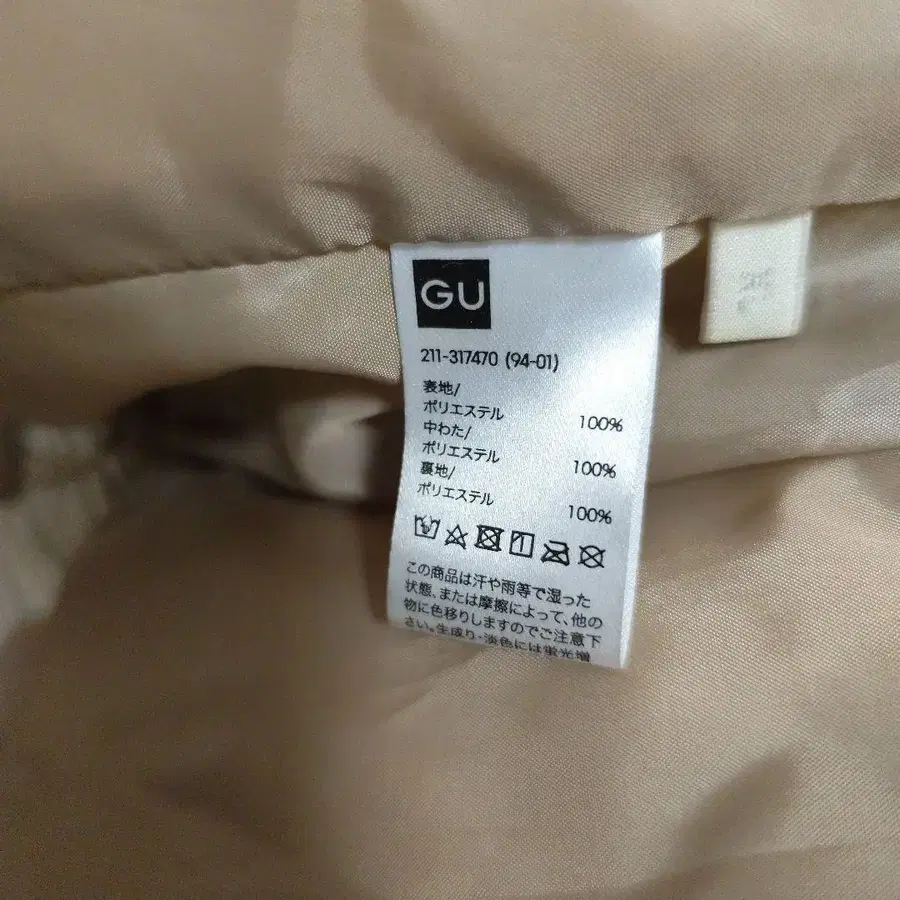 GU
211-317470 (94-01)
表地/
ポリエステル 100%
中わた/
ポリエステル 100%
裏地/
ポリエステル 100%
この商品は汗や雨等で湿った
状態、または摩擦によって、他の
物に色移りしますのでご注意下
さい。生成り・淡色には蛍光増